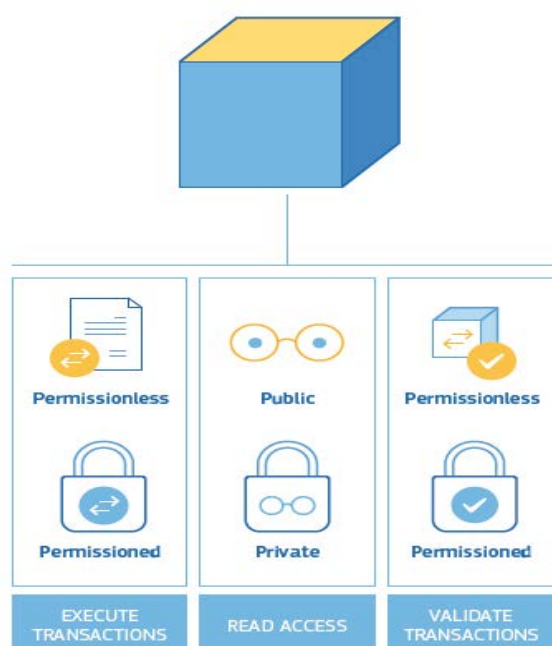 Permissionless
Public
Permissionless
Permissioned
Private
Permissioned
EXECUTE
TRANSACTIONS
READ ACCESS
VALIDATE
TRANSACTIONS